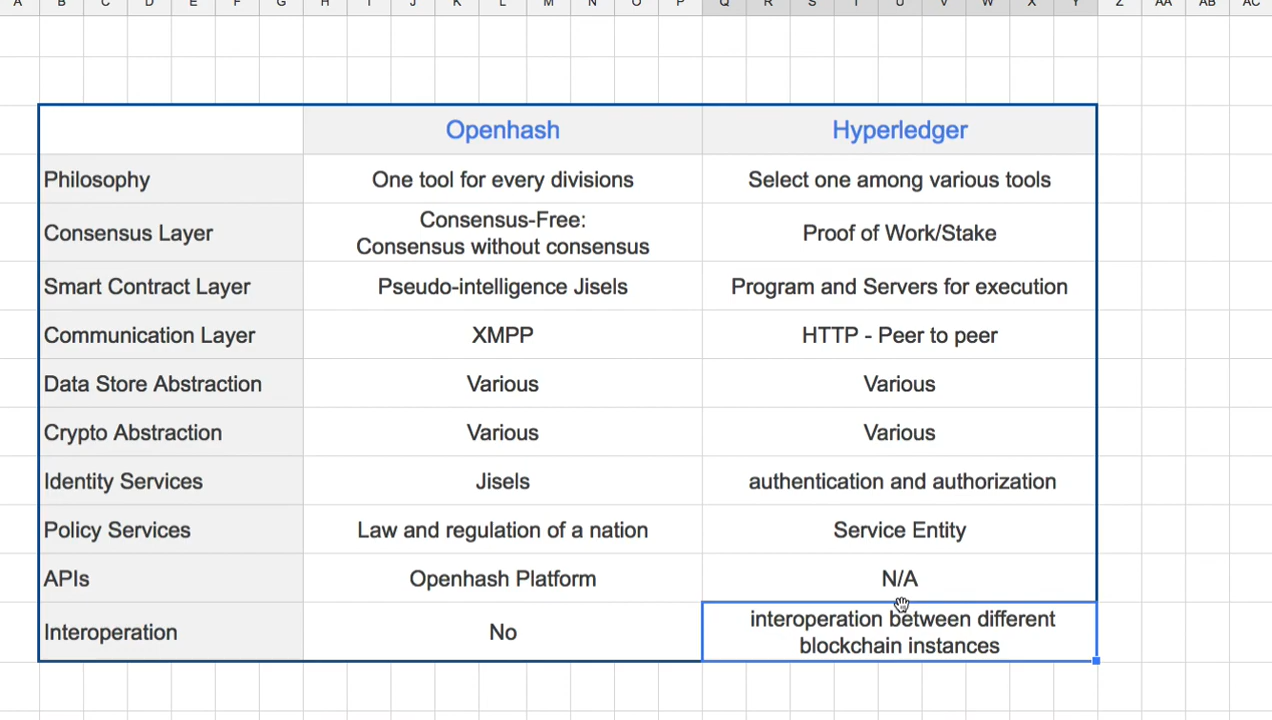 A B C D E F G H I J K L M N O P Q R S T U V W X Y Z AA AB AC
Openhash Hyperledger
Philosophy One tool for every divisions Select one among various tools
Consensus Layer Consensus-Free: Proof of Work/Stake
Consensus without consensus
Smart Contract Layer Pseudo-intelligence Jisels Program and Servers for execution
Communication Layer XMPP HTTP - Peer to peer
Data Store Abstraction Various Various
Crypto Abstraction Various Various
Identity Services Jisels authentication and authorization
Policy Services Law and regulation of a nation Service Entity
APIs Openhash Platform N/A
Interoperation No interoperation between different
blockchain instances